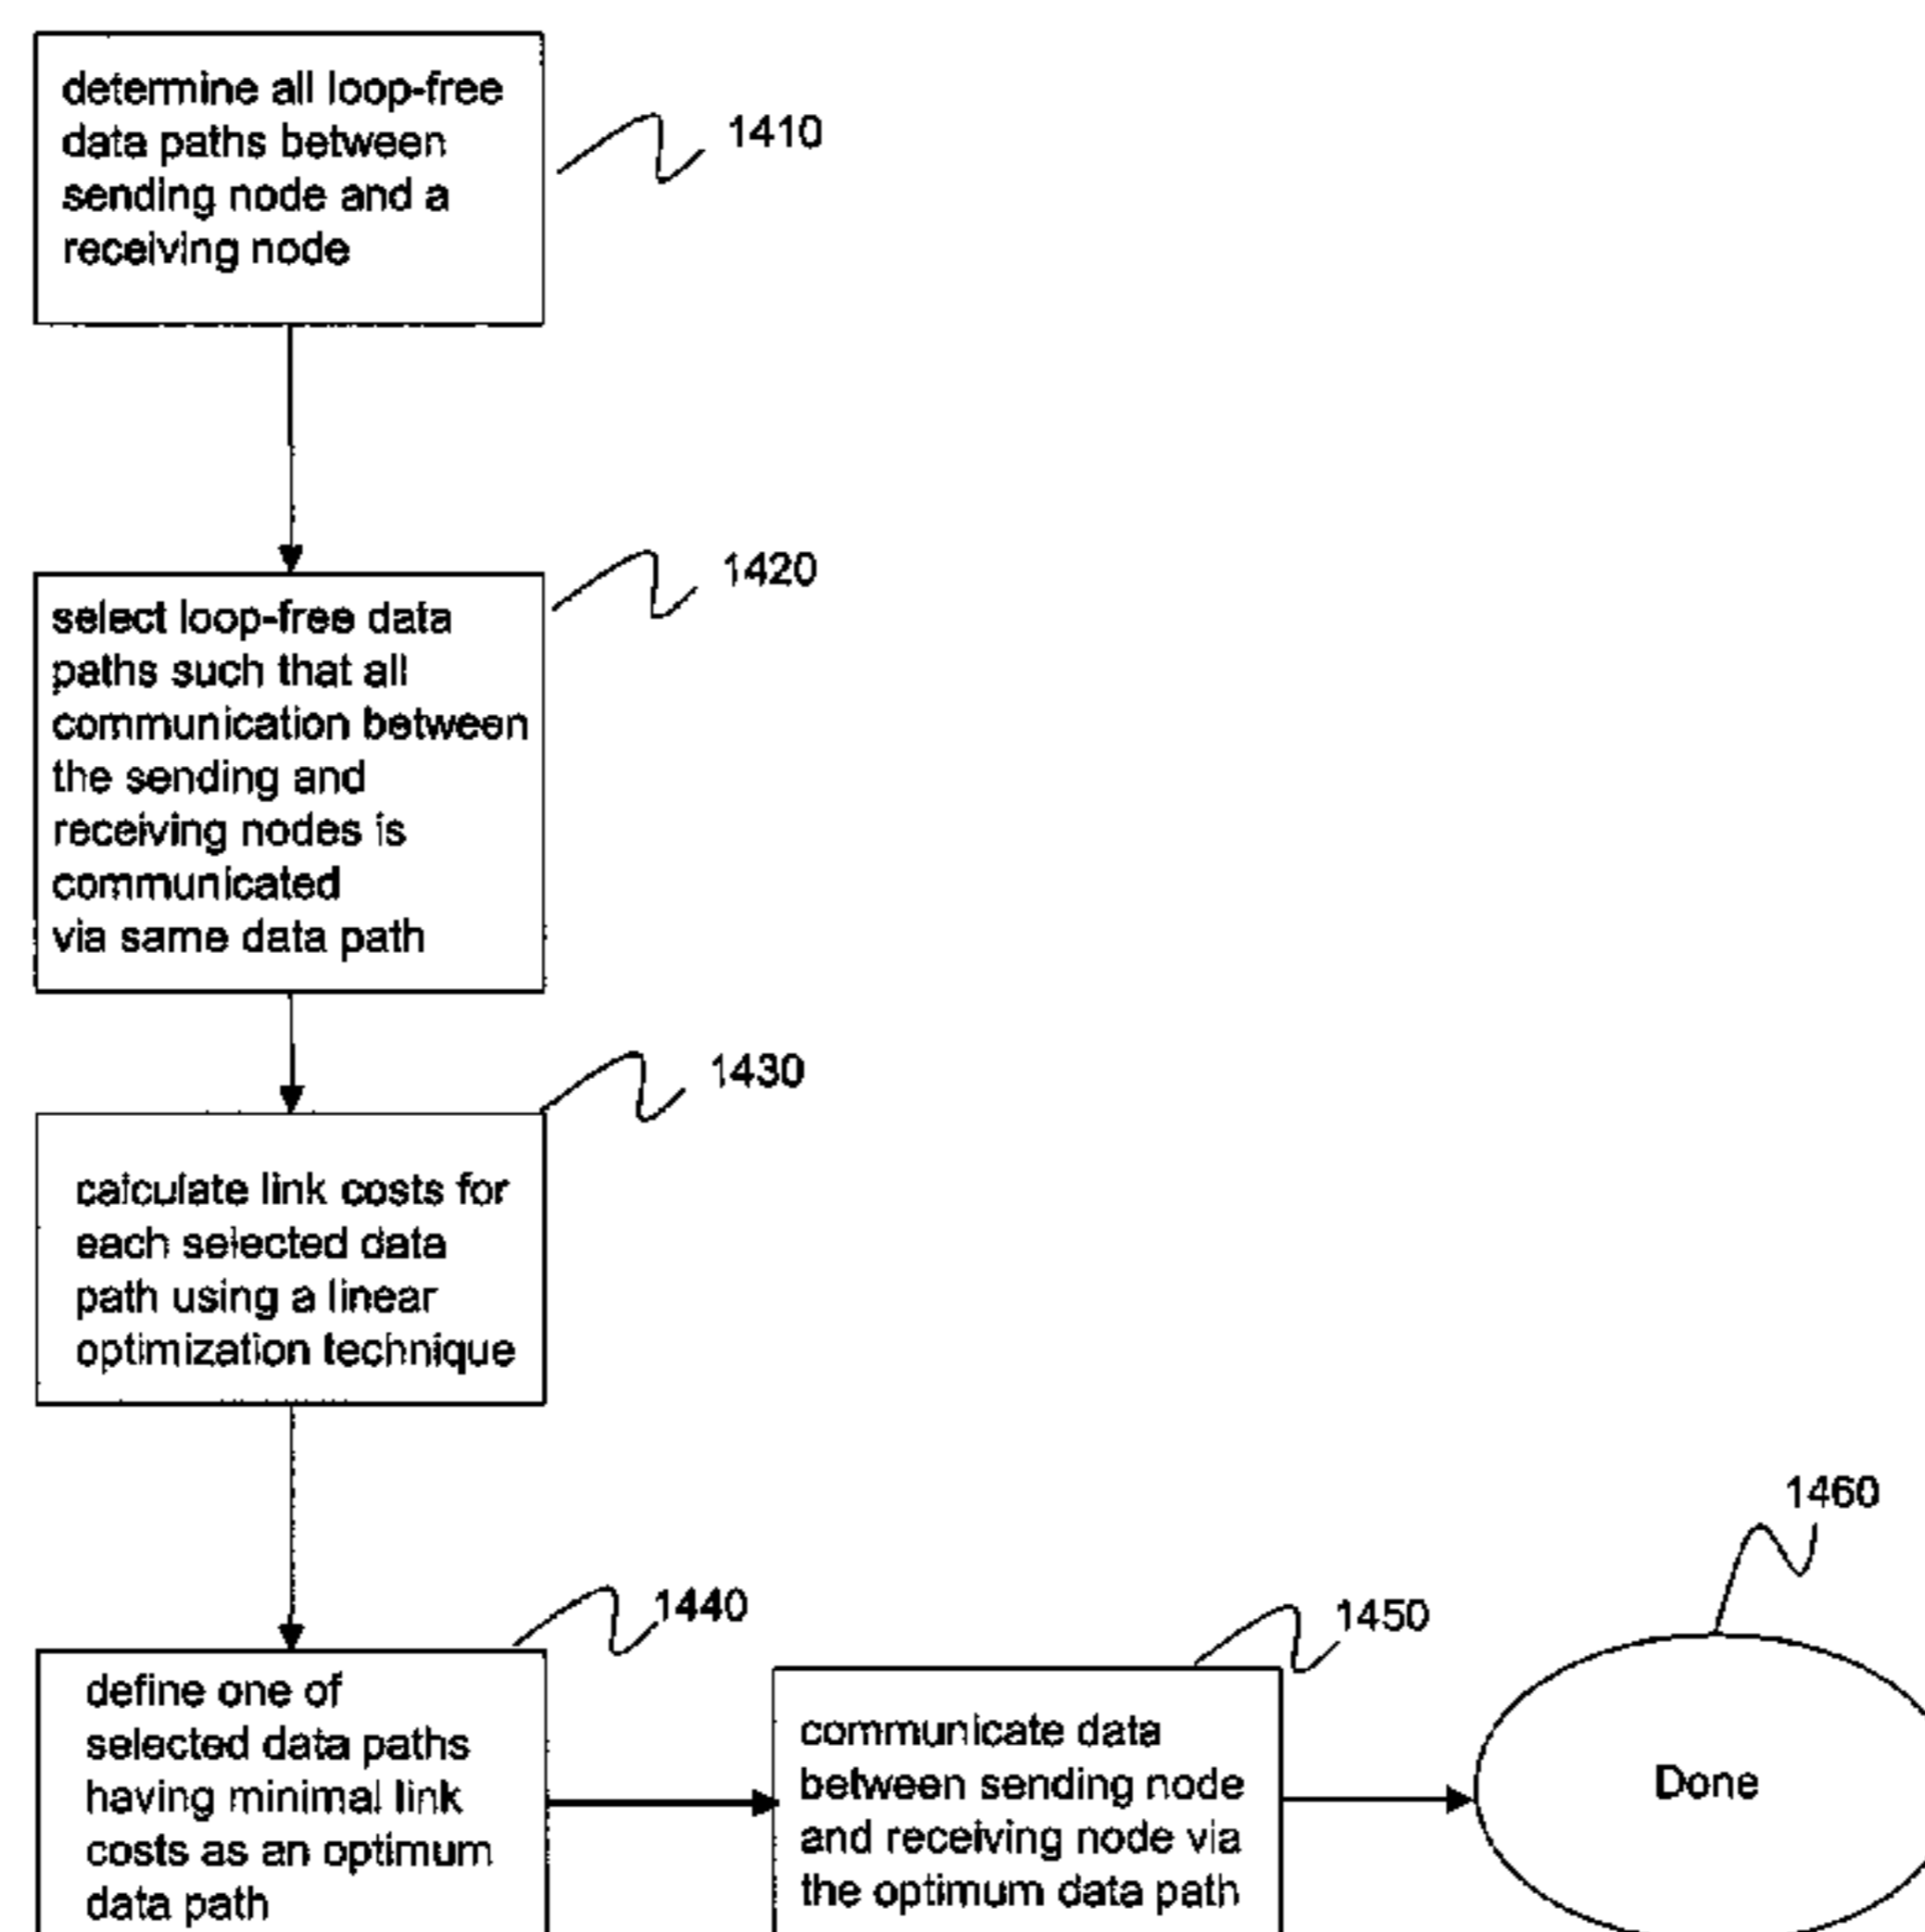 determine all loop-free
data paths between
sending node and a
receiving node
1410
select loop-free data
paths such that all
communication between
the sending and
receiving nodes is
communicated
via same data path
1420
calculate link costs for
each selected data
path using a linear
optimization technique
1430
define one of
selected data paths
having minimal link
costs as an optimum
data path
1440
communicate data
between sending node
and receiving node via
the optimum data path
1450
Done
1460